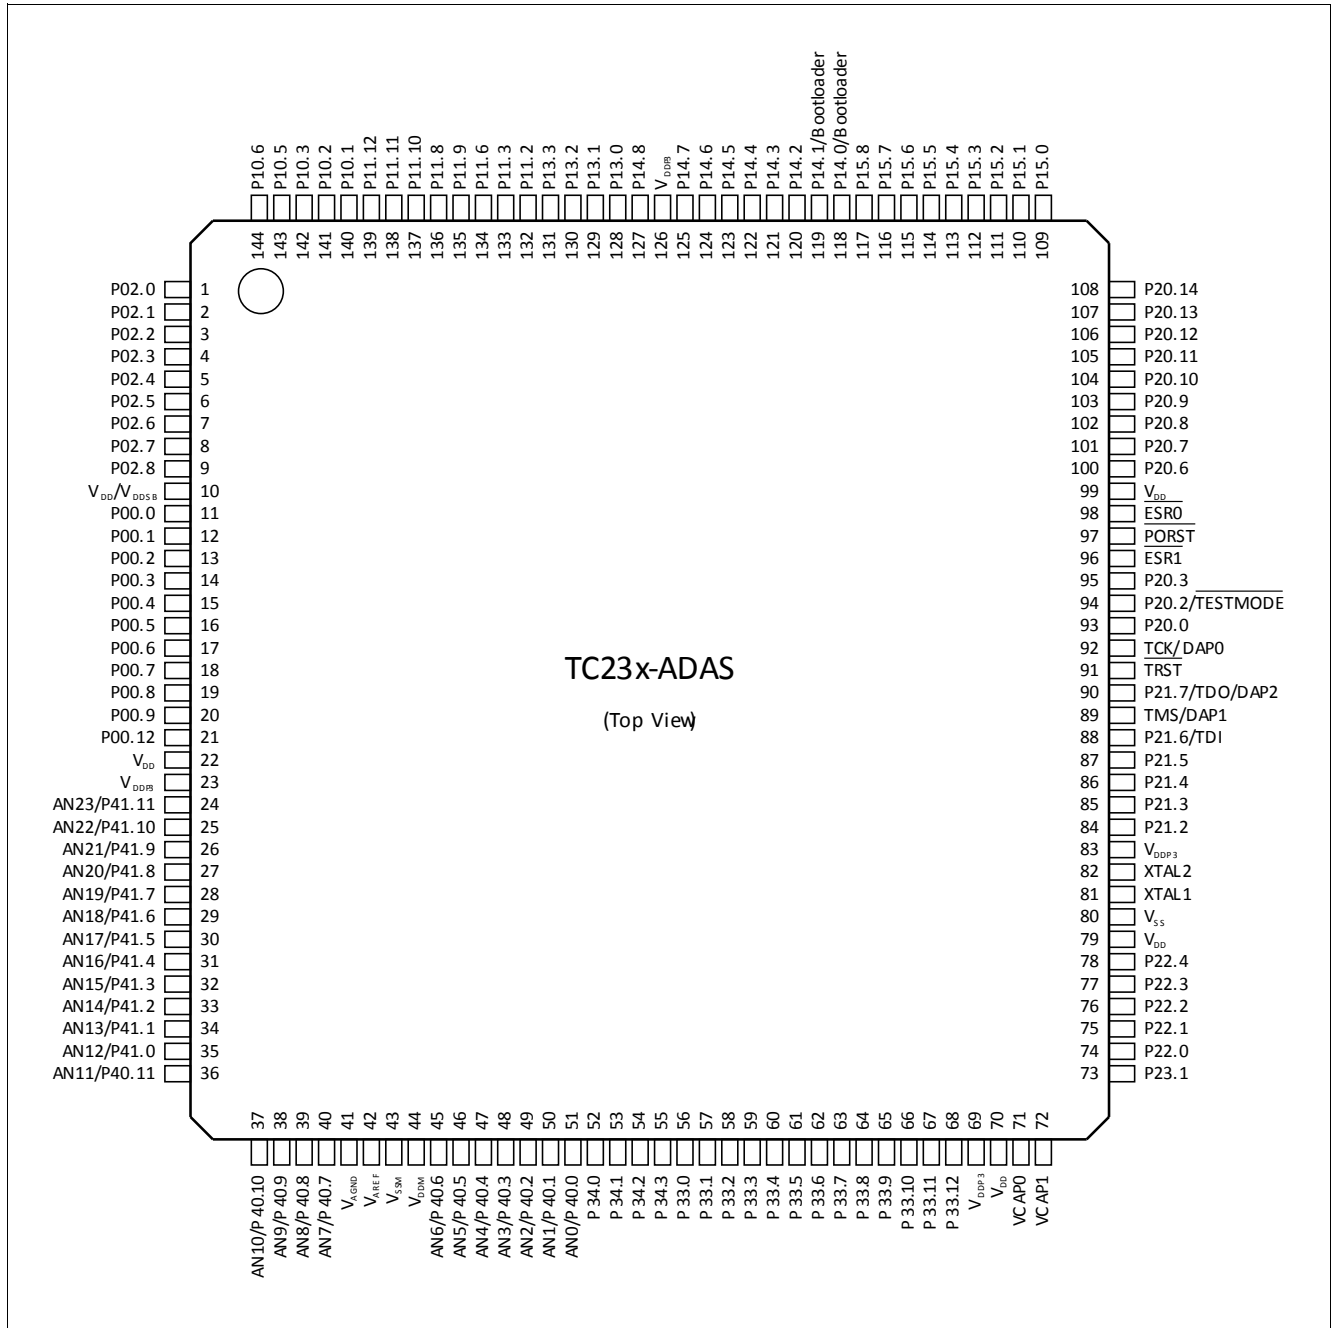 P10.6
P10.5
P10.3
P10.2
P10.1
P11.12
P11.11
P11.10
P11.8
P11.9
P11.6
P11.3
P11.2
P13.3
P13.2
P13.1
P13.0
P14.8
VDDP3
P14.7
P14.6
P14.5
P14.4
P14.3
P14.2
P14.1/Bootloader
P14.0/Bootloader
P15.8
P15.7
P15.6
P15.5
P15.4
P15.3
P15.2
P15.1
P15.0
144
143
142
141
140
139
138
137
136
135
134
133
132
131
130
129
128
127
126
125
124
123
122
121
120
119
118
117
116
115
114
113
112
111
110
109
P02.0 1
P02.1 2
P02.2 3
P02.3 4
P02.4 5
P02.5 6
P02.6 7
P02.7 8
P02.8 9
VDD/VDDSB 10
P00.0 11
P00.1 12
P00.2 13
P00.3 14
P00.4 15
P00.5 16
P00.6 17
P00.7 18
P00.8 19
P00.9 20
P00.12 21
VDD 22
VDDP3 23
AN23/P41.11 24
AN22/P41.10 25
AN21/P41.9 26
AN20/P41.8 27
AN19/P41.7 28
AN18/P41.6 29
AN17/P41.5 30
AN16/P41.4 31
AN15/P41.3 32
AN14/P41.2 33
AN13/P41.1 34
AN12/P41.0 35
AN11/P40.11 36
TC23x-ADAS
(Top View)
108 P20.14
107 P20.13
106 P20.12
105 P20.11
104 P20.10
103 P20.9
102 P20.8
101 P20.7
100 P20.6
99 VDD
98 ESR0
97 PORST
96 ESR1
95 P20.3
94 P20.2/TESTMODE
93 P20.0
92 TCK/DAP0
91 TRST
90 P21.7/TDO/DAP2
89 TMS/DAP1
88 P21.6/TDI
87 P21.5
86 P21.4
85 P21.3
84 P21.2
83 VDDP3
82 XTAL2
81 XTAL1
80 VSS
79 VDD
78 P22.4
77 P22.3
76 P22.2
75 P22.1
74 P22.0
73 P23.1
37
38
39
40
41
42
43
44
45
46
47
48
49
50
51
52
53
54
55
56
57
58
59
60
61
62
63
64
65
66
67
68
69
70
71
72
AN10/P40.10
AN9/P40.9
AN8/P40.8
AN7/P40.7
VAGND
VAREF
VSSM
VDDM
AN6/P40.6
AN5/P40.5
AN4/P40.4
AN3/P40.3
AN2/P40.2
AN1/P40.1
AN0/P40.0
P34.0
P34.1
P34.2
P34.3
P33.0
P33.1
P33.2
P33.3
P33.4
P33.5
P33.6
P33.7
P33.8
P33.9
P33.10
P33.11
P33.12
VDDP3
VDD
VCAP0
VCAP1